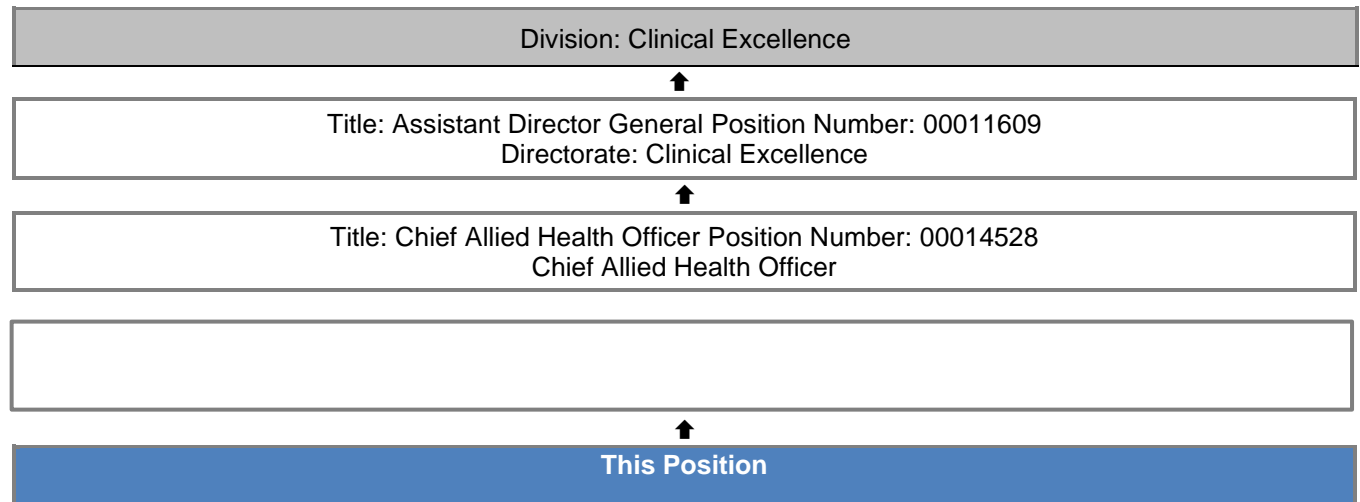 Division: Clinical Excellence
Title: Assistant Director General Position Number: 00011609
Directorate: Clinical Excellence
Title: Chief Allied Health Officer Position Number: 00014528
Chief Allied Health Officer
This Position